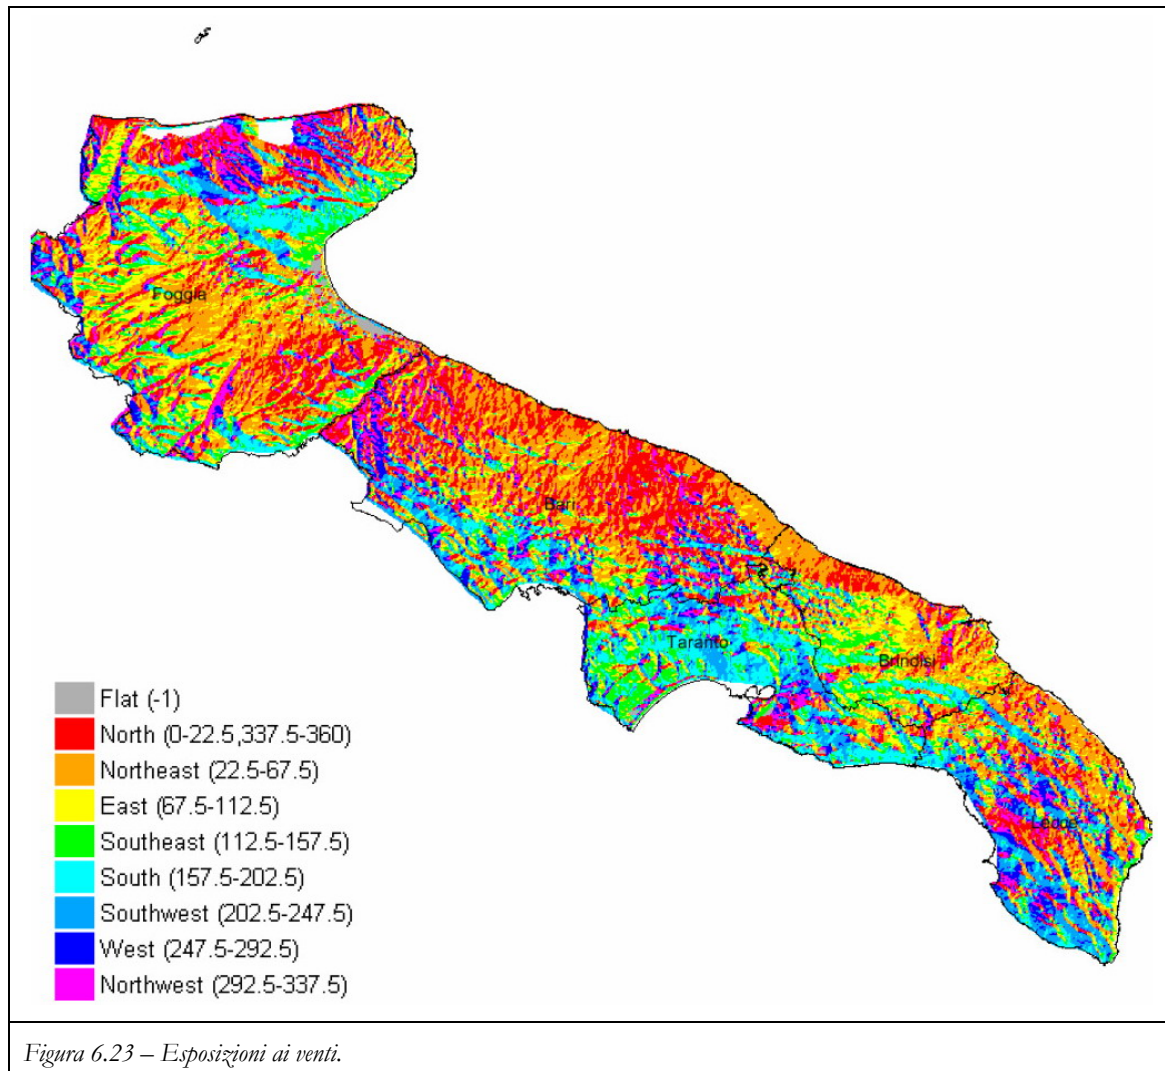 Foggia
Bari
Taranto
Brindisi
Lecce
Flat (-1)
North (0-22.5,337.5-360)
Northeast (22.5-67.5)
East (67.5-112.5)
Southeast (112.5-157.5)
South (157.5-202.5)
Southwest (202.5-247.5)
West (247.5-292.5)
Northwest (292.5-337.5)
Figura 6.23 – Esposizioni ai venti.